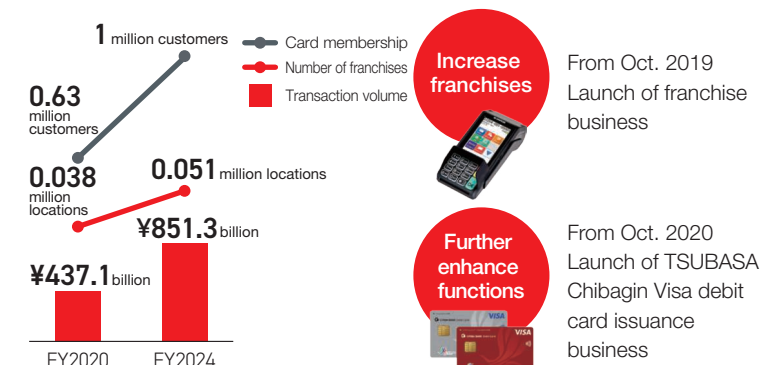 1 million customers
Card membership
Number of franchises
Transaction volume
0.63
million
customers
0.038
million
locations
0.051 million locations
¥851.3 billion
¥437.1 billion
FY2020 FY2024
Increase
franchises
From Oct. 2019
Launch of franchise
business
Further
enhance
functions
VISA
VISA
From Oct. 2020
Launch of TSUBASA
Chibagin Visa debit
card issuance
business